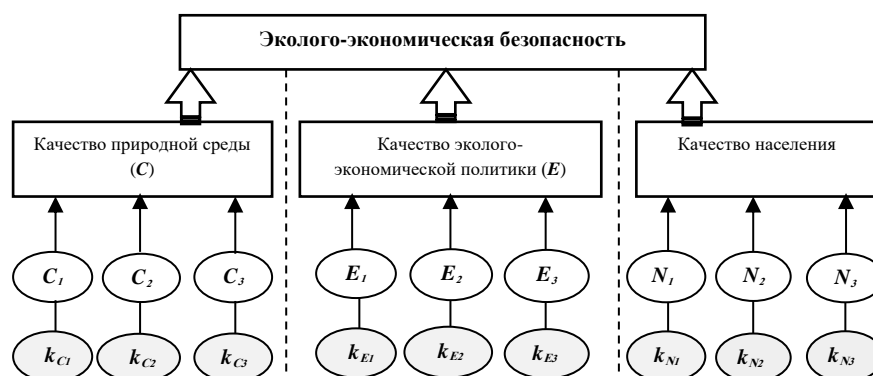 Эколого-экономическая безопасность
Качество природной среды
(C)
Качество эколого-
экономической политики (E)
Качество населения
C1 C2 C3 E1 E2 E3 N1 N2 N3
kC1 kC2 kC3 kE1 kE2 kE3 kN1 kN2 kN3